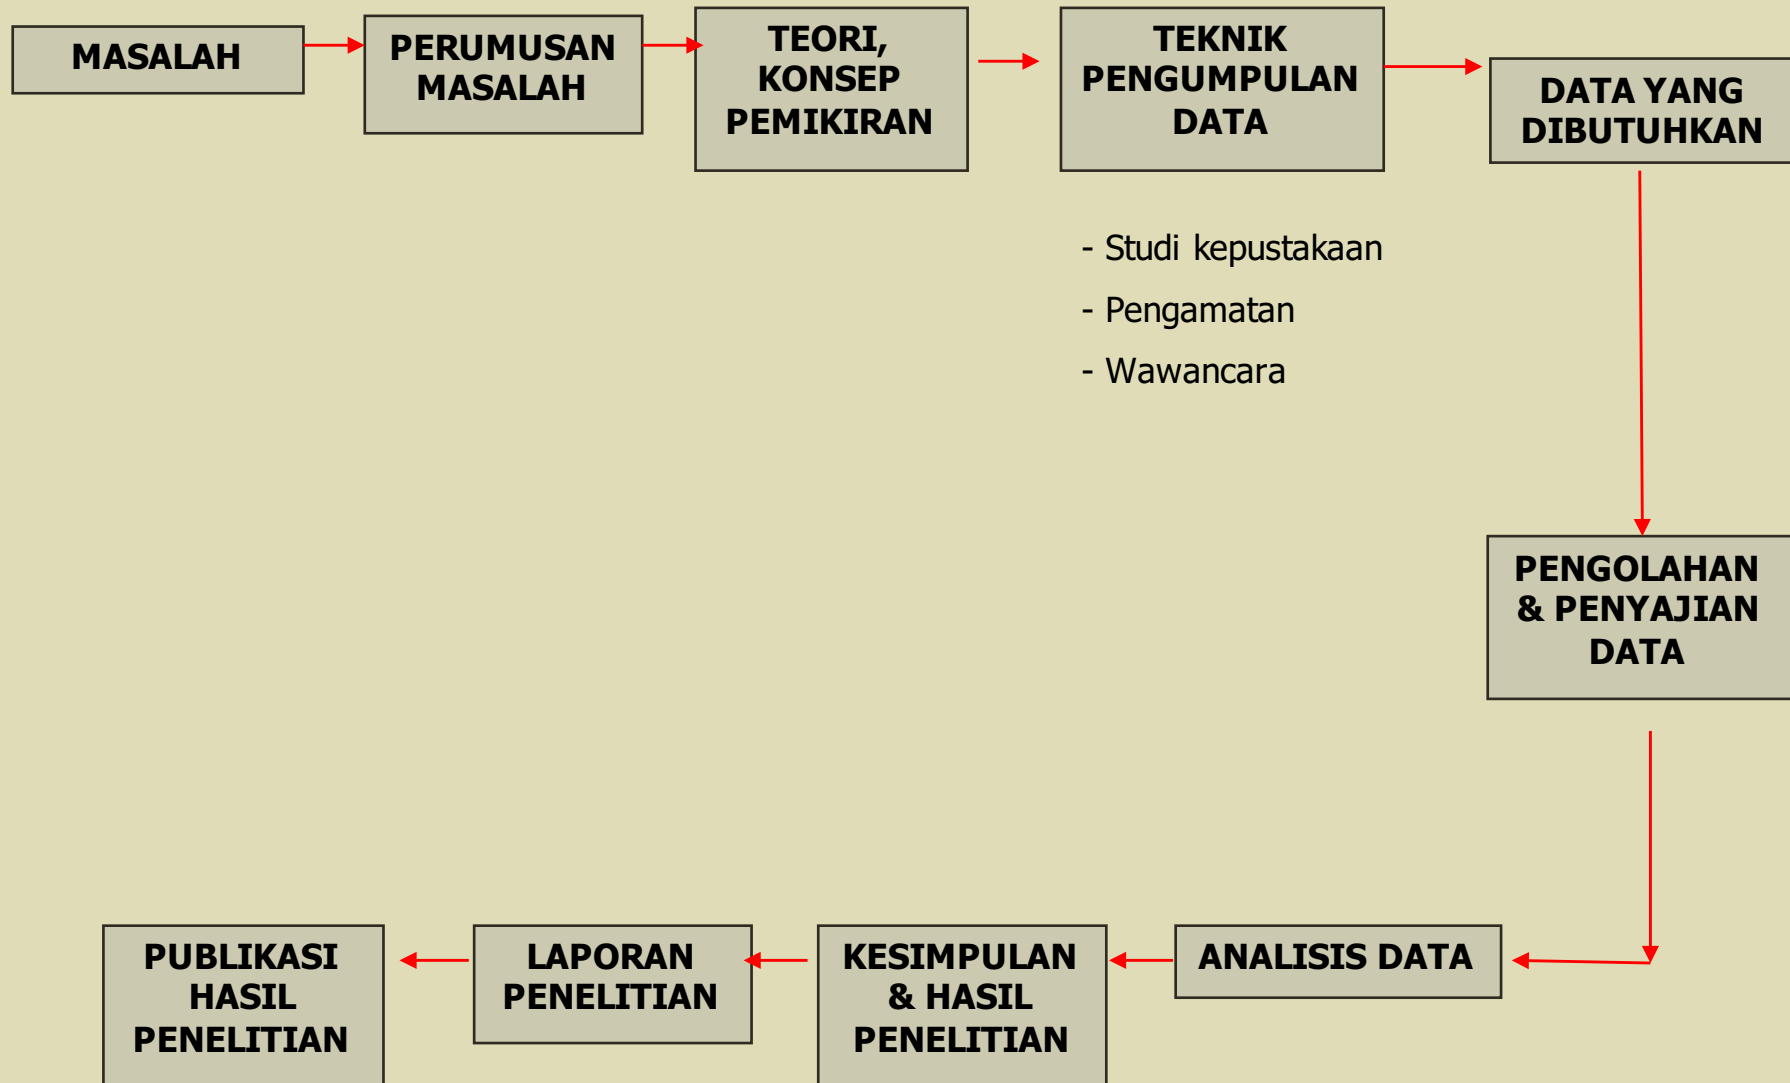 MASALAH
PERUMUSAN
MASALAH
TEORI,
KONSEP
PEMIKIRAN
TEKNIK
PENGUMPULAN
DATA
DATA YANG
DIBUTUHKAN
- Studi kepustakaan
- Pengamatan
- Wawancara
PENGOLAHAN
& PENYAJIAN
DATA
ANALISIS DATA
KESIMPULAN
& HASIL
PENELITIAN
LAPORAN
PENELITIAN
PUBLIKASI
HASIL
PENELITIAN